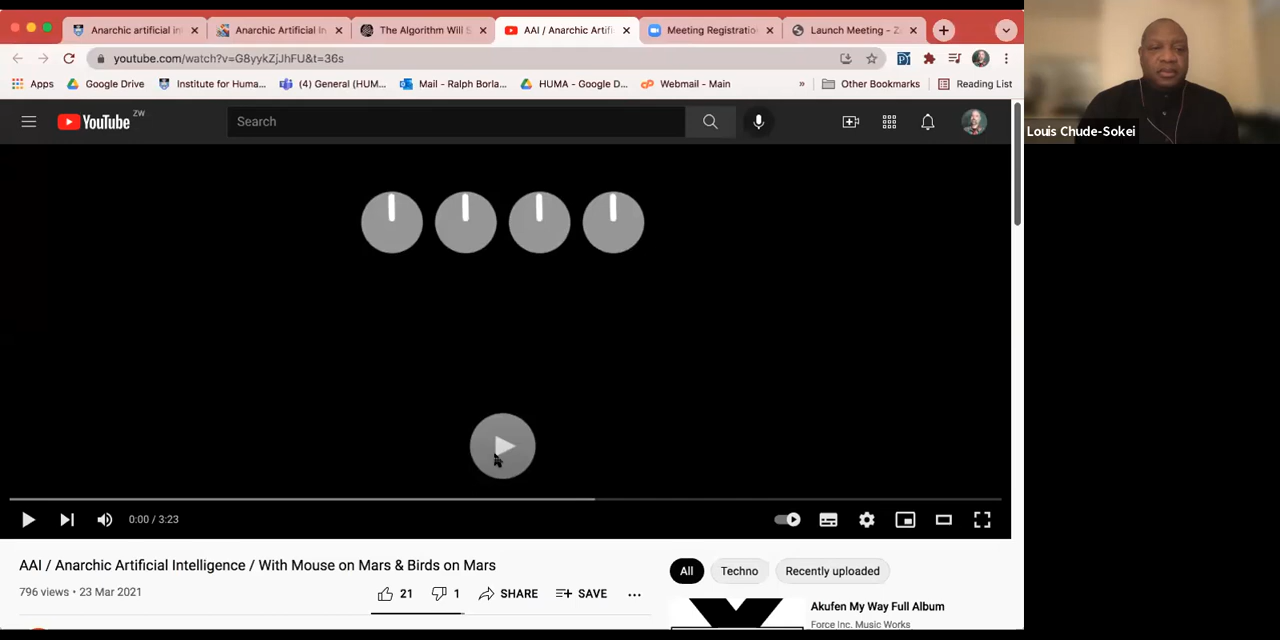 Anarchic artificial in
Anarchic Artificial In
The Algorithm Will S
AAI / Anarchic Artifi
Meeting Registratio
Launch Meeting - Z
youtube.com/watch?v=G8yykZjJhFU&t=36s
Apps
Google Drive
Institute for Huma...
(4) General (HUM...
Mail - Ralph Borla...
HUMA - Google D...
Webmail - Main
»
Other Bookmarks
Reading List
YouTube ZW
Search
Louis Chude-Sokei
0:00 / 3:23
AAI / Anarchic Artificial Intelligence / With Mouse on Mars & Birds on Mars
796 views • 23 Mar 2021
21
1
SHARE
SAVE
All
Techno
Recently uploaded
Akufen My Way Full Album
Force Inc. Music Works